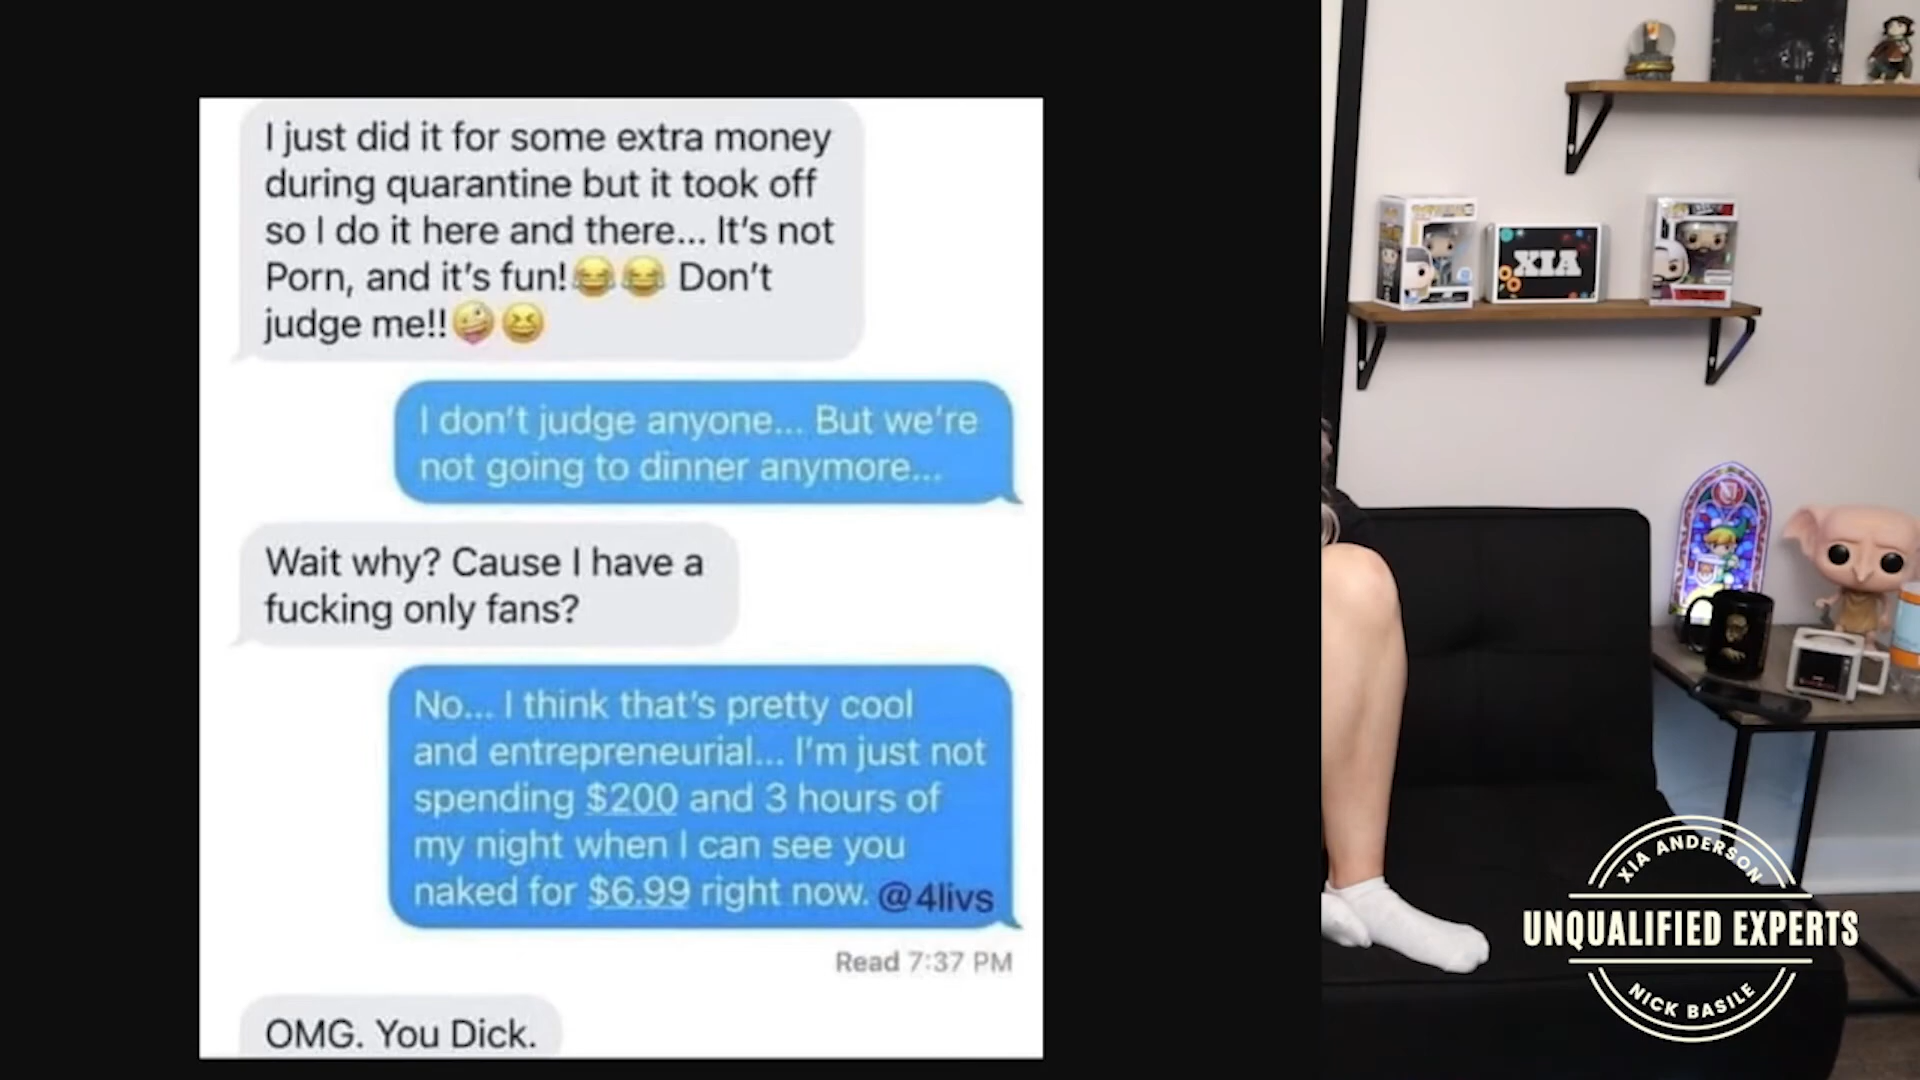 I just did it for some extra money
during quarantine but it took off
so I do it here and there... It's not
Porn, and it's fun!😂😂 Don't
judge me!!🤪😆
I don't judge anyone... But we're
not going to dinner anymore...
Wait why? Cause I have a
fucking only fans?
No... I think that's pretty cool
and entrepreneurial... I'm just not
spending $200 and 3 hours of
my night when I can see you
naked for $6.99 right now. @4livs
Read 7:37 PM
OMG. You Dick.
XIA
XIA ANDERSON
UNQUALIFIED EXPERTS
NICK BASILE